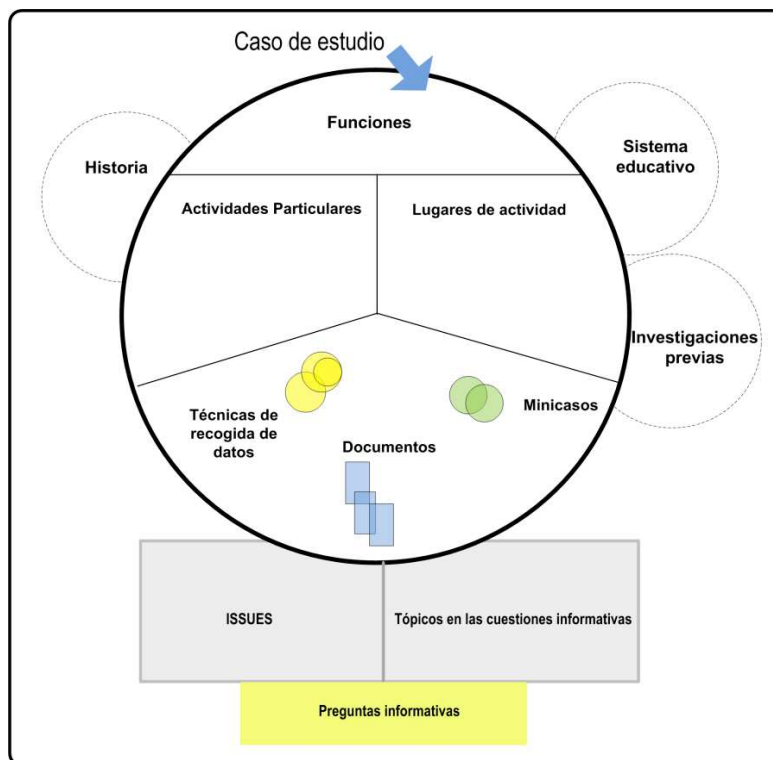 Caso de estudio
Funciones
Historia
Sistema
educativo
Actividades Particulares
Lugares de actividad
Investigaciones
previas
Técnicas de
recogida de
datos
Documentos
Minicasos
ISSUES
Tópicos en las cuestiones informativas
Preguntas informativas